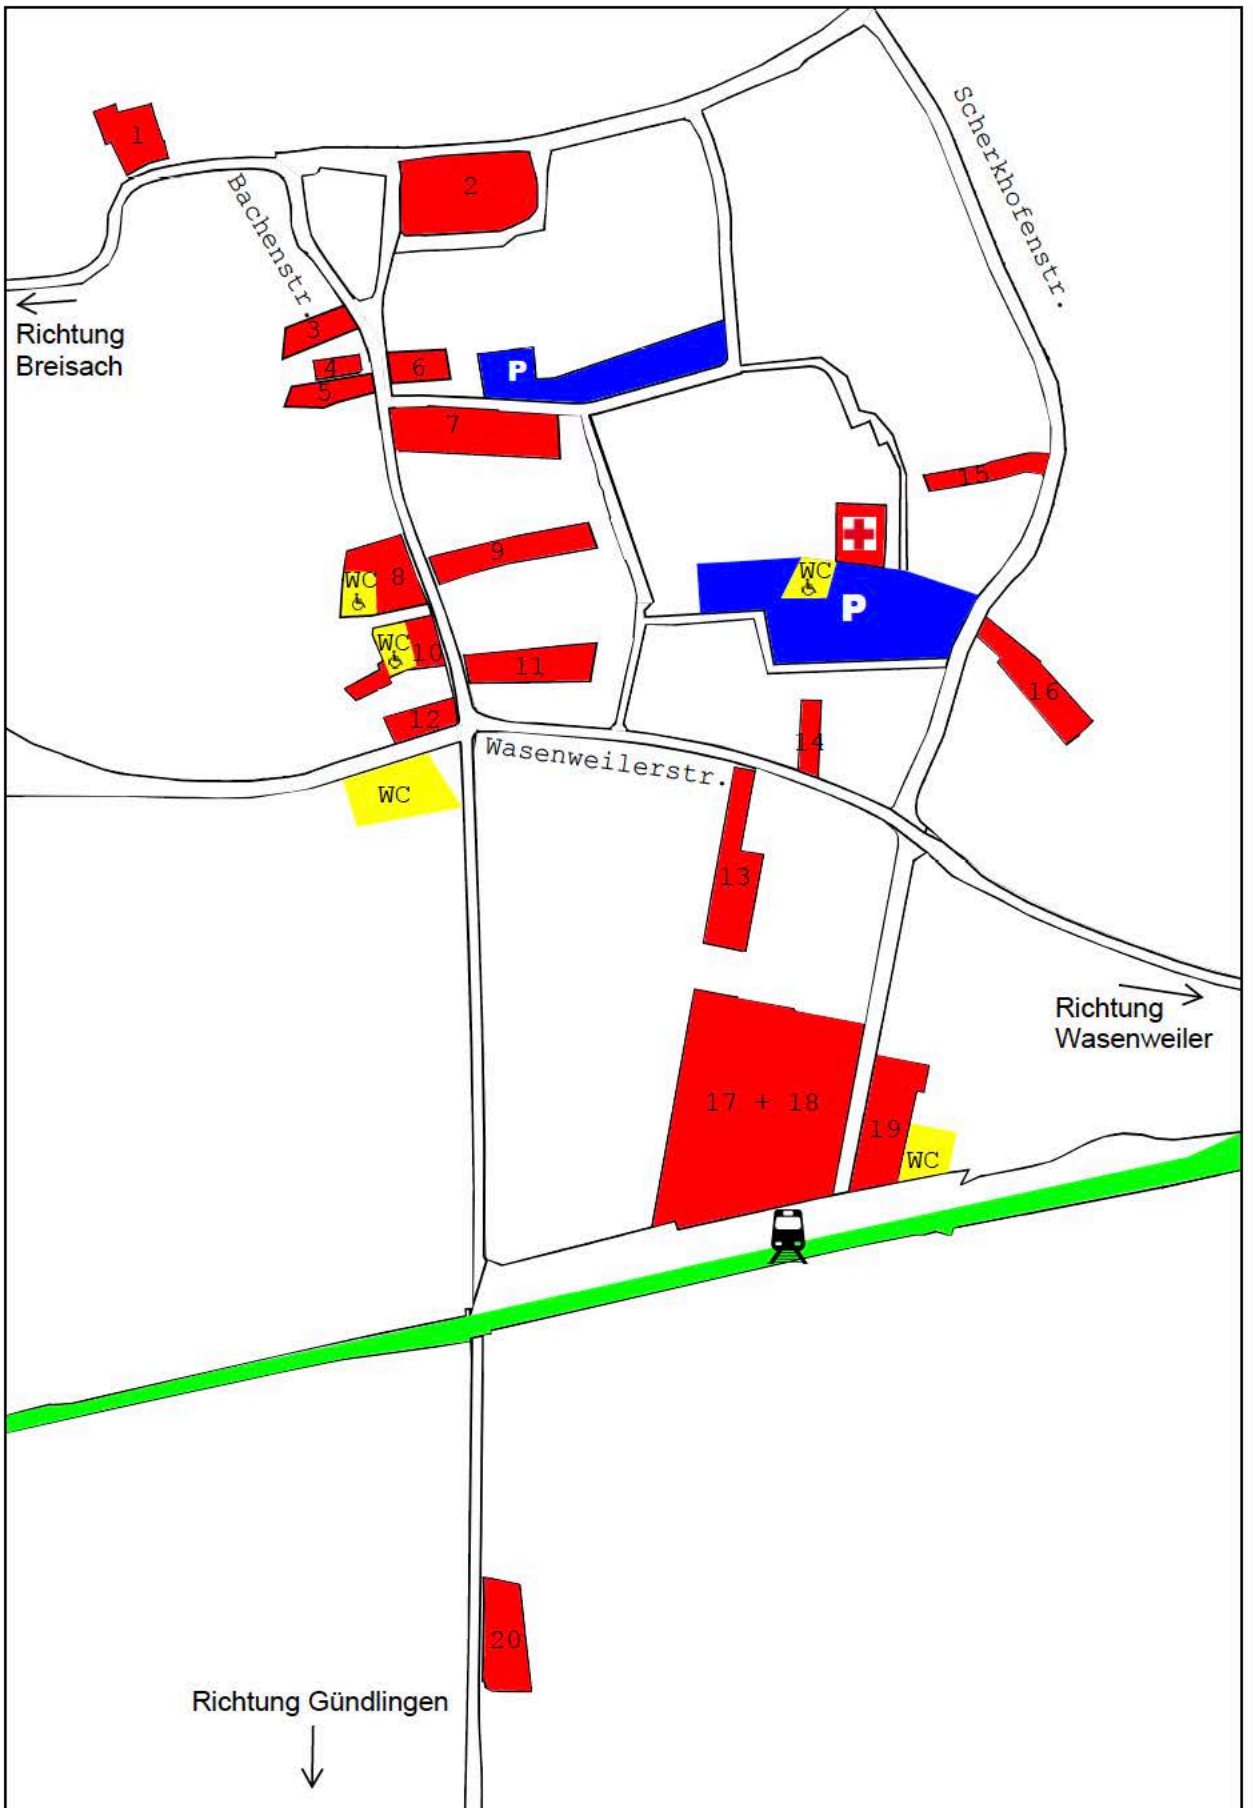 Scherkhofenstr.
1
2
Bachenstr.
Richtung
Breisach
3
4
5
6
P
7
15
9
WC
8
WC
P
WC
10
11
16
12
14
Wasenweilerstr.
WC
13
Richtung
Wasenweiler
17 + 18
19
WC
20
Richtung Gündlingen